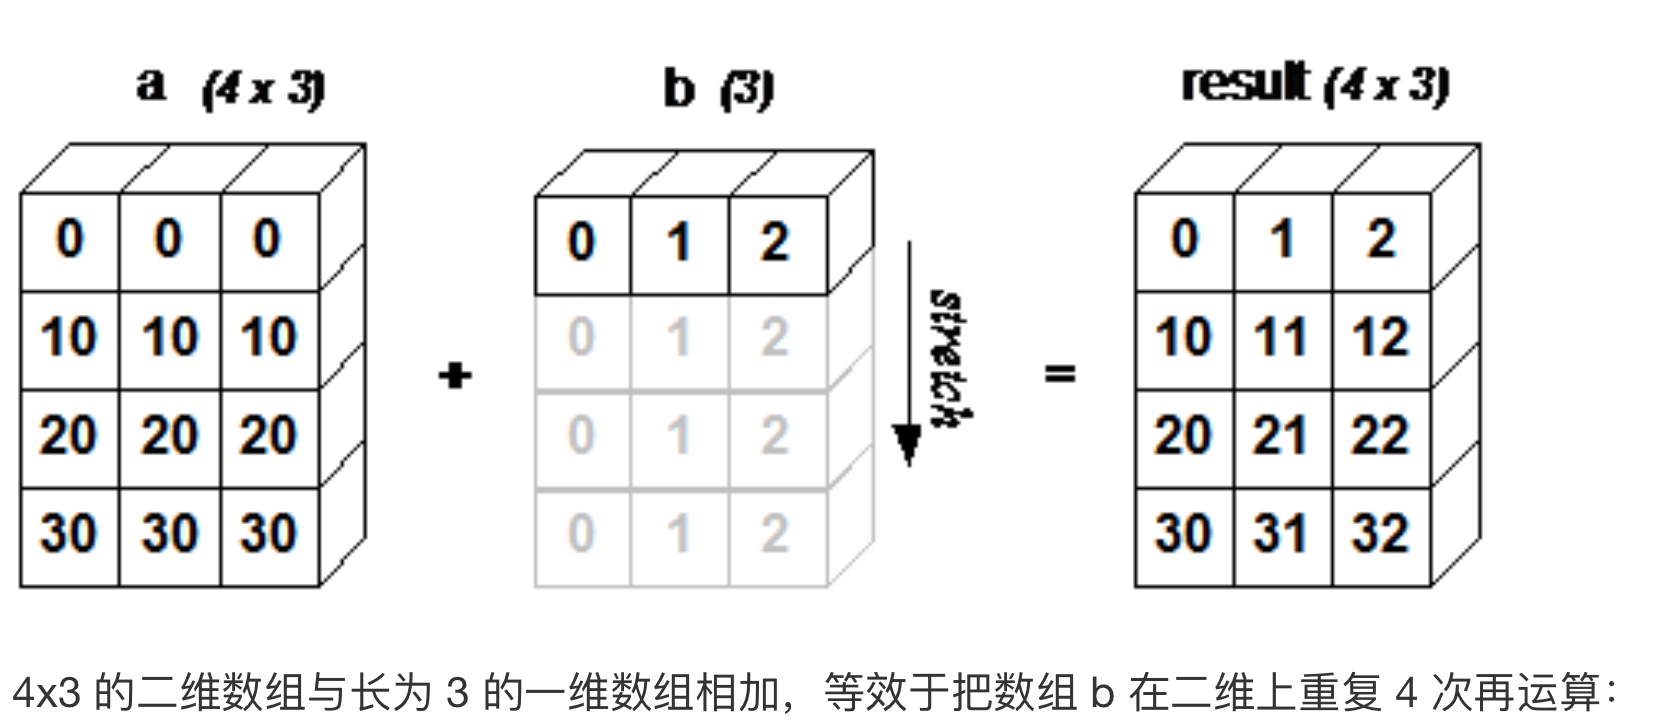 a (4 x 3) b (3) result (4 x 3)
0 0 0 0 1 2 0 1 2
10 10 10 0 1 2 10 11 12
+ stretch =
20 20 20 0 1 2 20 21 22
30 30 30 0 1 2 30 31 32
4x3 的二维数组与长为 3 的一维数组相加，等效于把数组 b 在二维上重复 4 次再运算：